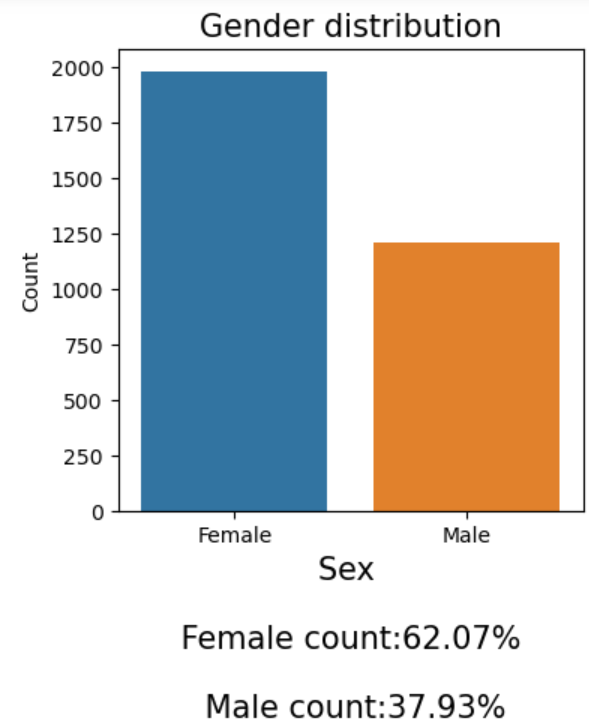 Gender distribution
2000
1750
1500
1250
1000
750
500
250
0
Count
Female Male
Sex
Female count:62.07%
Male count:37.93%